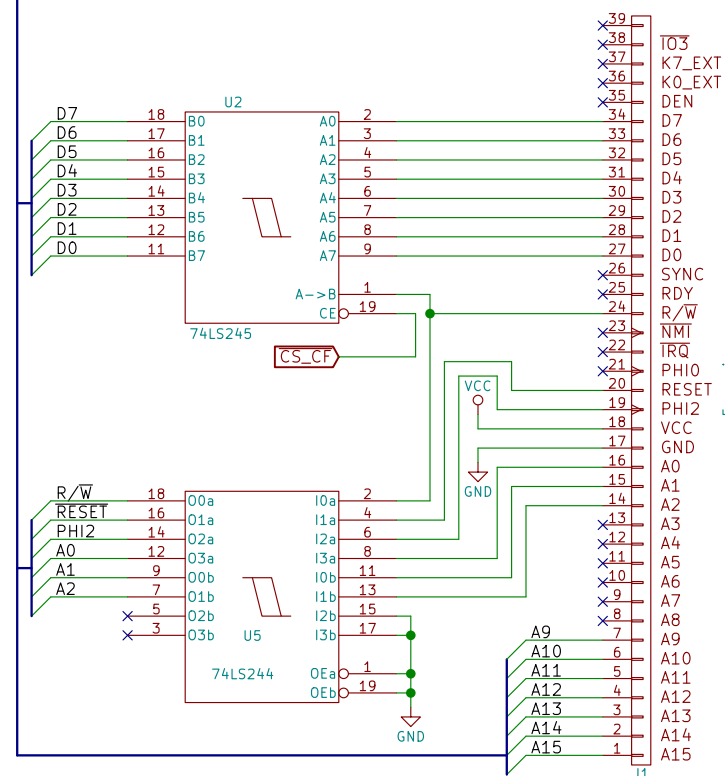 39
38 I̅O̅3̅
37 K7_EXT
36 K0_EXT
35 DEN
U2
D7 18 B0 A0 2 34 D7
D6 17 B1 A1 3 33 D6
D5 16 B2 A2 4 32 D5
D4 15 B3 A3 5 31 D4
D3 14 B4 A4 6 30 D3
D2 13 B5 A5 7 29 D2
D1 12 B6 A6 8 28 D1
D0 11 B7 A7 9 27 D0
26 SYNC
A->B 1 25 RDY
CE 19 24 R/W̅
74LS245 23 N̅M̅I̅
C̅S̅_̅C̅F̅ 22 I̅R̅Q̅
21 PHI0
VCC 20 RESET
19 PHI2
18 VCC
17 GND
GND 16 A0
15 A1
R/W̅ 18 O0a I0a 2 14 A2
R̅E̅S̅E̅T̅ 16 O1a I1a 4 13 A3
PHI2 14 O2a I2a 6 12 A4
A0 12 O3a I3a 8 11 A5
A1 9 O0b I0b 11 10 A6
A2 7 O1b I1b 13 9 A7
5 O2b I2b 15 8 A8
3 O3b U5 I3b 17 A9 7 A9
A10 6 A10
74LS244 OEa 1 A11 5 A11
OEb 19 A12 4 A12
A13 3 A13
GND A14 2 A14
A15 1 A15
J1